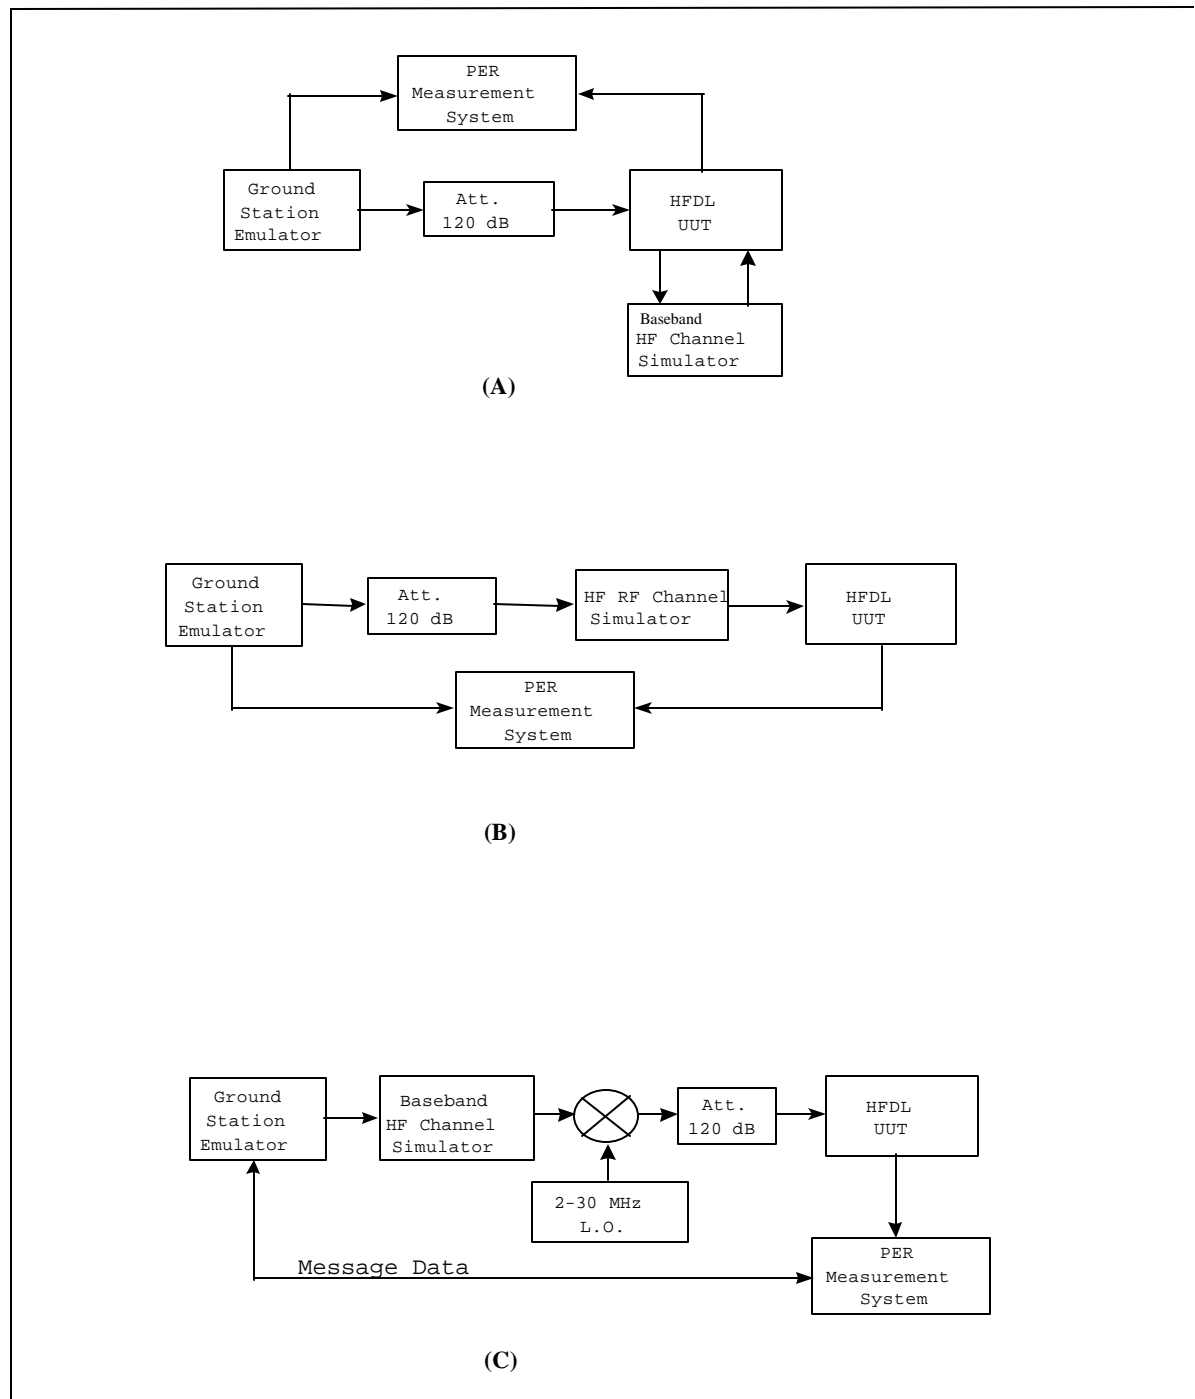 PER
Measurement
System
Ground
Station
Emulator
Att.
120 dB
HFDL
UUT
Baseband
HF Channel
Simulator
(A)
Ground
Station
Emulator
Att.
120 dB
HF RF Channel
Simulator
HFDL
UUT
PER
Measurement
System
(B)
Ground
Station
Emulator
Baseband
HF Channel
Simulator
Att.
120 dB
HFDL
UUT
2-30 MHz
L.O.
Message Data
PER
Measurement
System
(C)